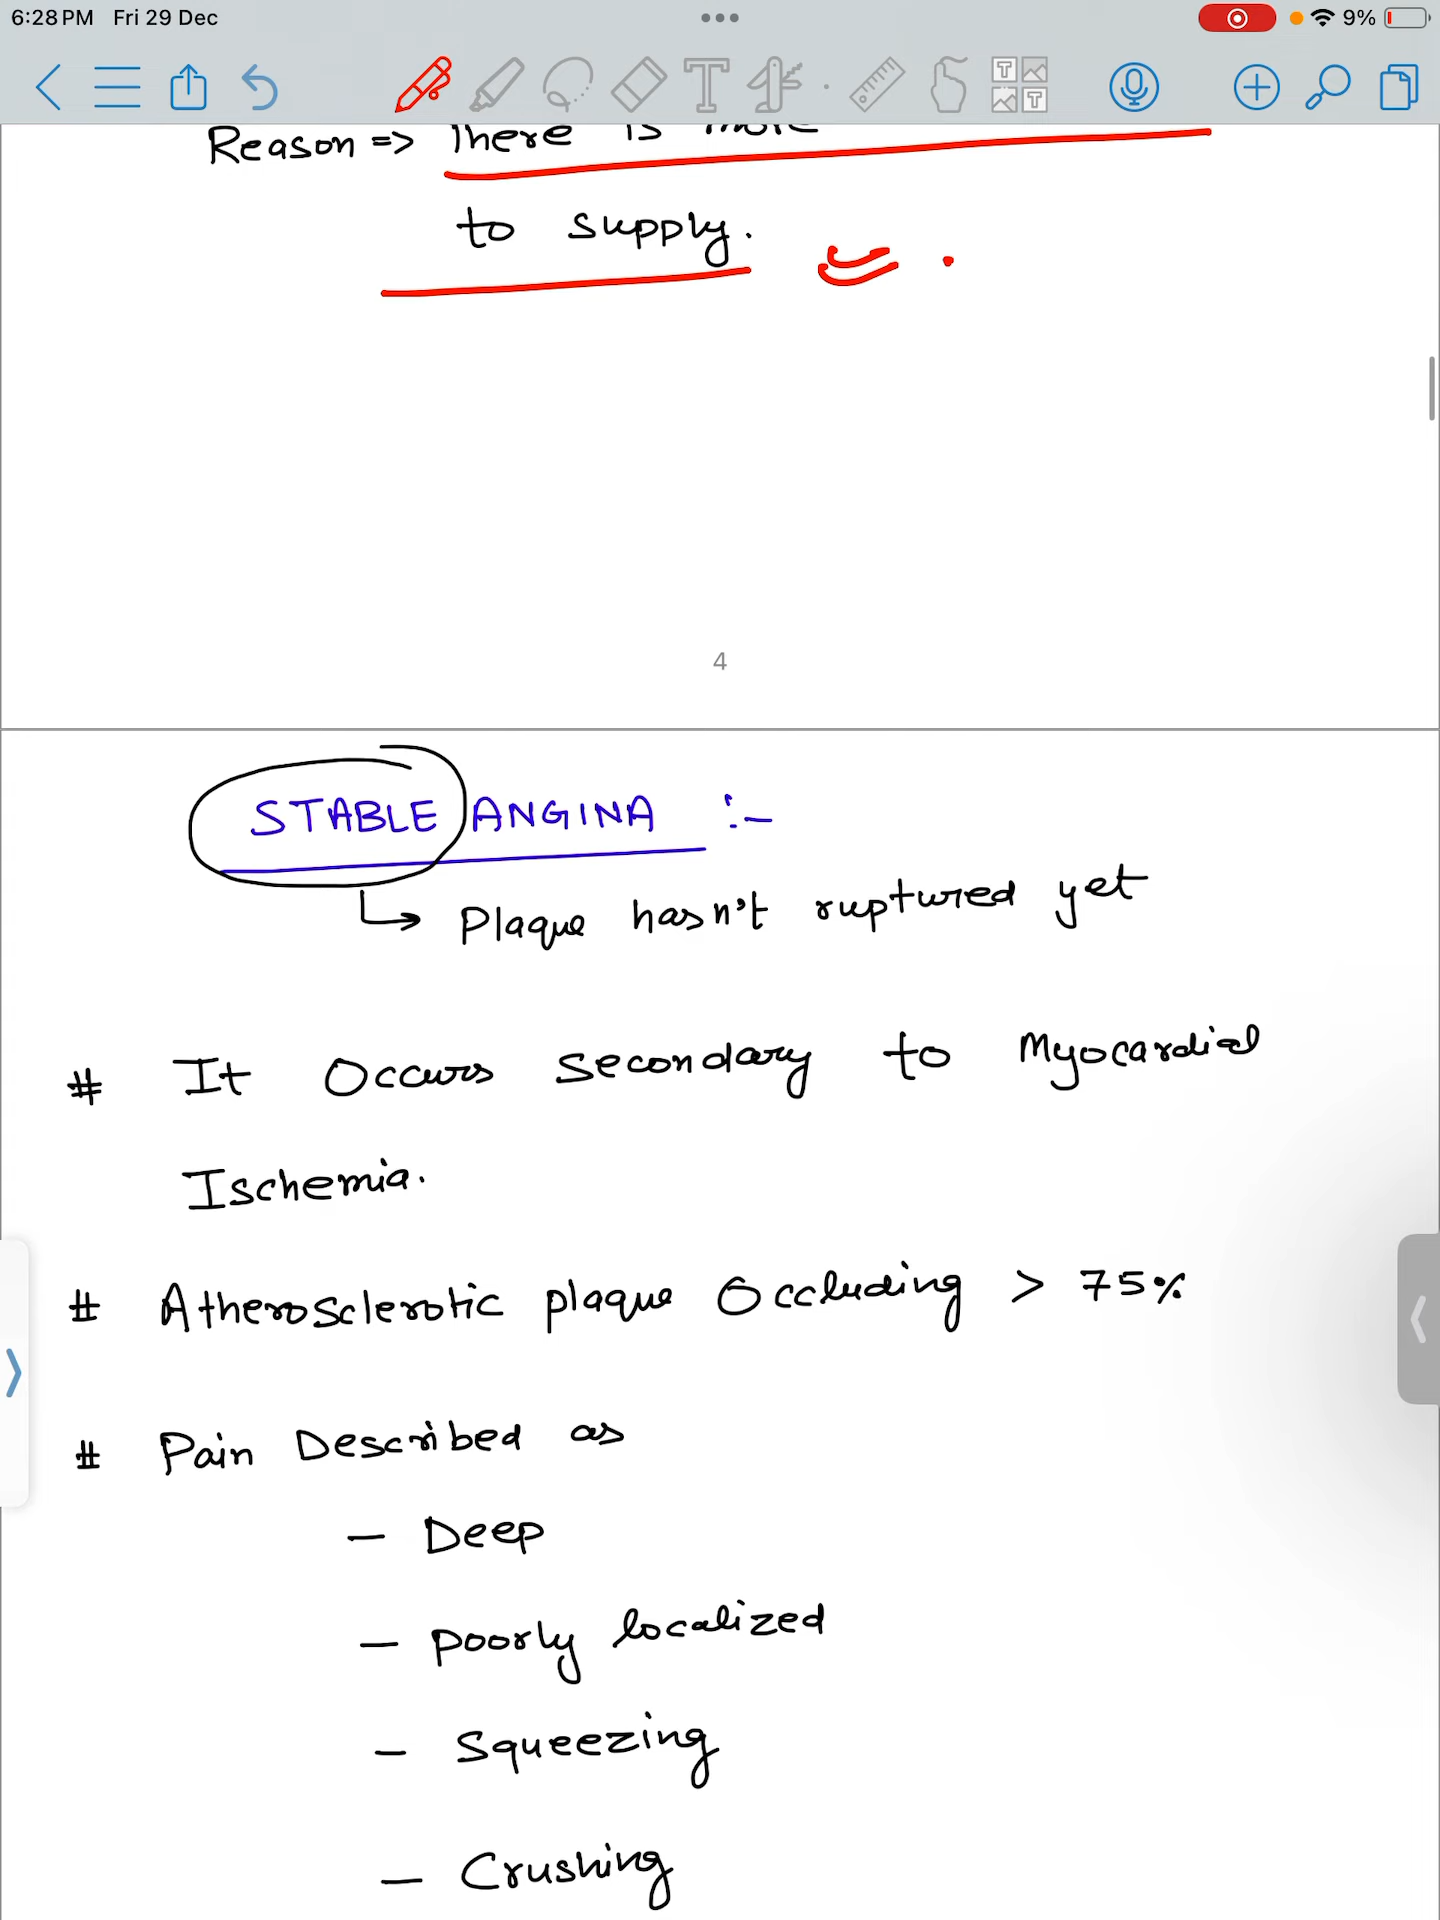 6:28 PM Fri 29 Dec
9%
Reason => There is more
to supply.
4
STABLE ANGINA :-
Plaque hasn't ruptured yet
# It Occurs secondary to Myocardial
Ischemia.
# Atherosclerotic plaque Occluding > 75%
# Pain Described as
- Deep
- Poorly localized
- Squeezing
- Crushing